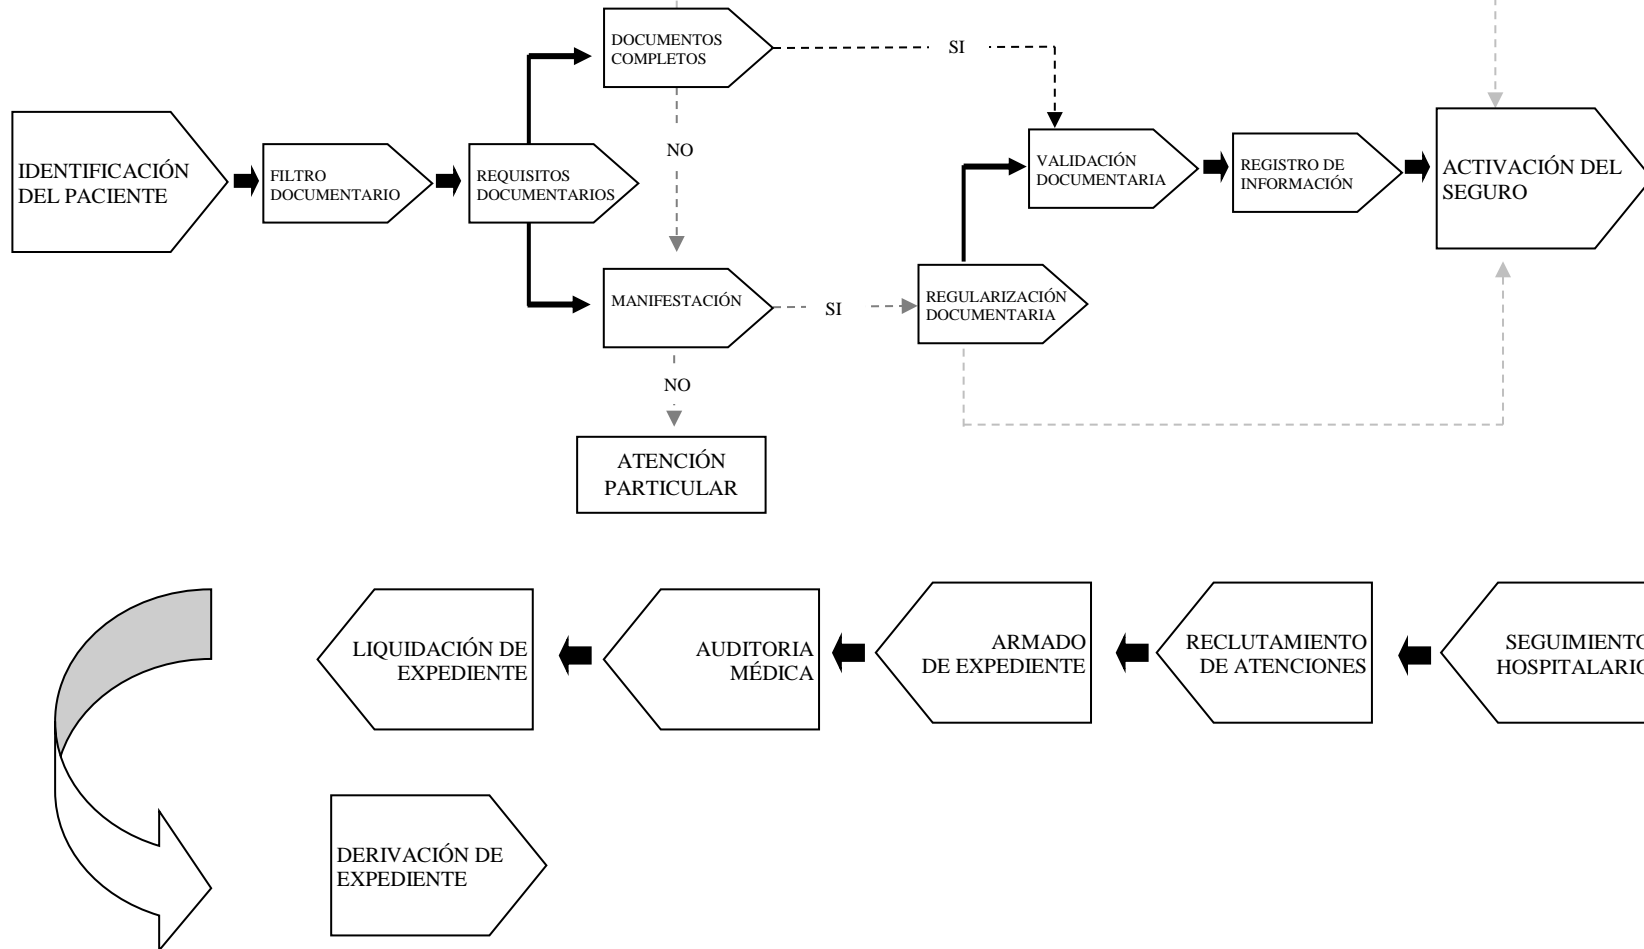 DOCUMENTOS
COMPLETOS
SI
NO
IDENTIFICACIÓN
DEL PACIENTE
FILTRO
DOCUMENTARIO
REQUISITOS
DOCUMENTARIOS
VALIDACIÓN
DOCUMENTARIA
REGISTRO DE
INFORMACIÓN
ACTIVACIÓN DEL
SEGURO
MANIFESTACIÓN
SI
REGULARIZACIÓN
DOCUMENTARIA
NO
ATENCIÓN
PARTICULAR
LIQUIDACIÓN DE
EXPEDIENTE
AUDITORIA
MÉDICA
ARMADO
DE EXPEDIENTE
RECLUTAMIENTO
DE ATENCIONES
SEGUIMIENTO
HOSPITALARIO
DERIVACIÓN DE
EXPEDIENTE